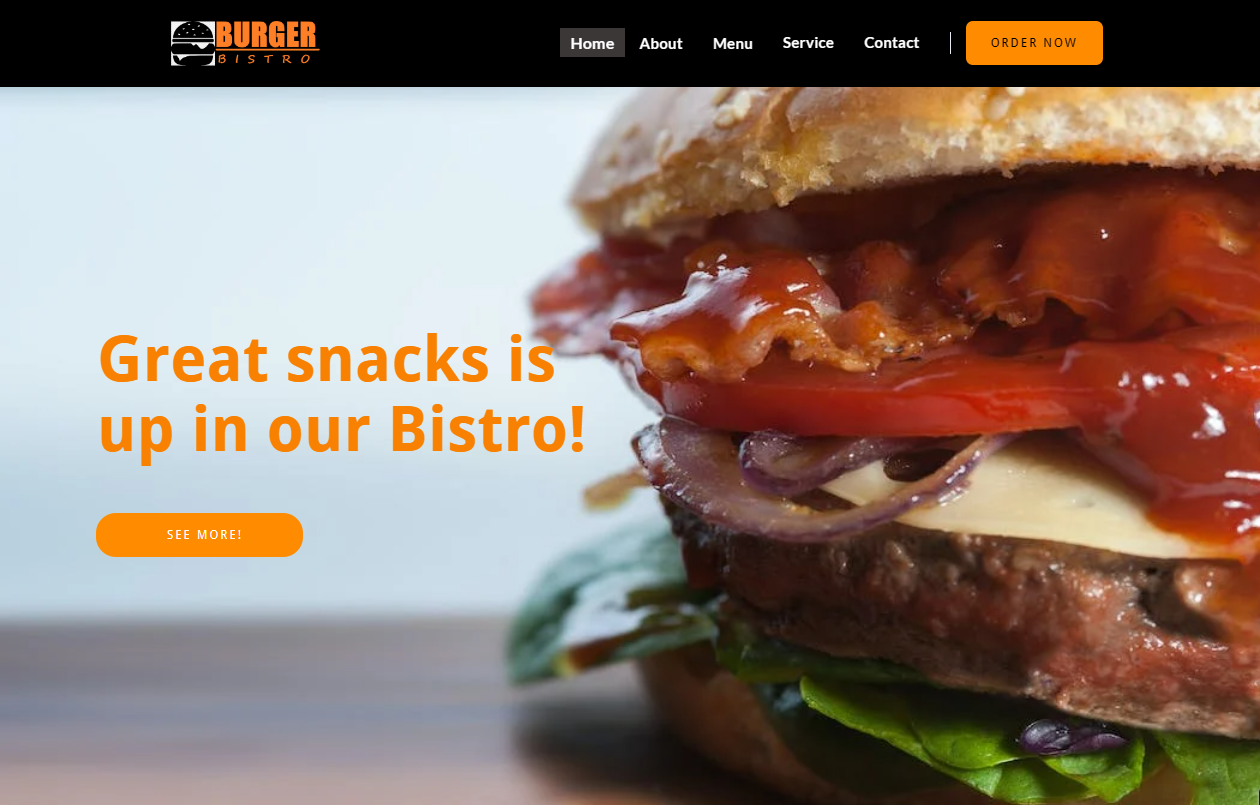 BURGER
BISTRO
Home About Menu Service Contact
ORDER NOW
Great snacks is
up in our Bistro!
SEE MORE!